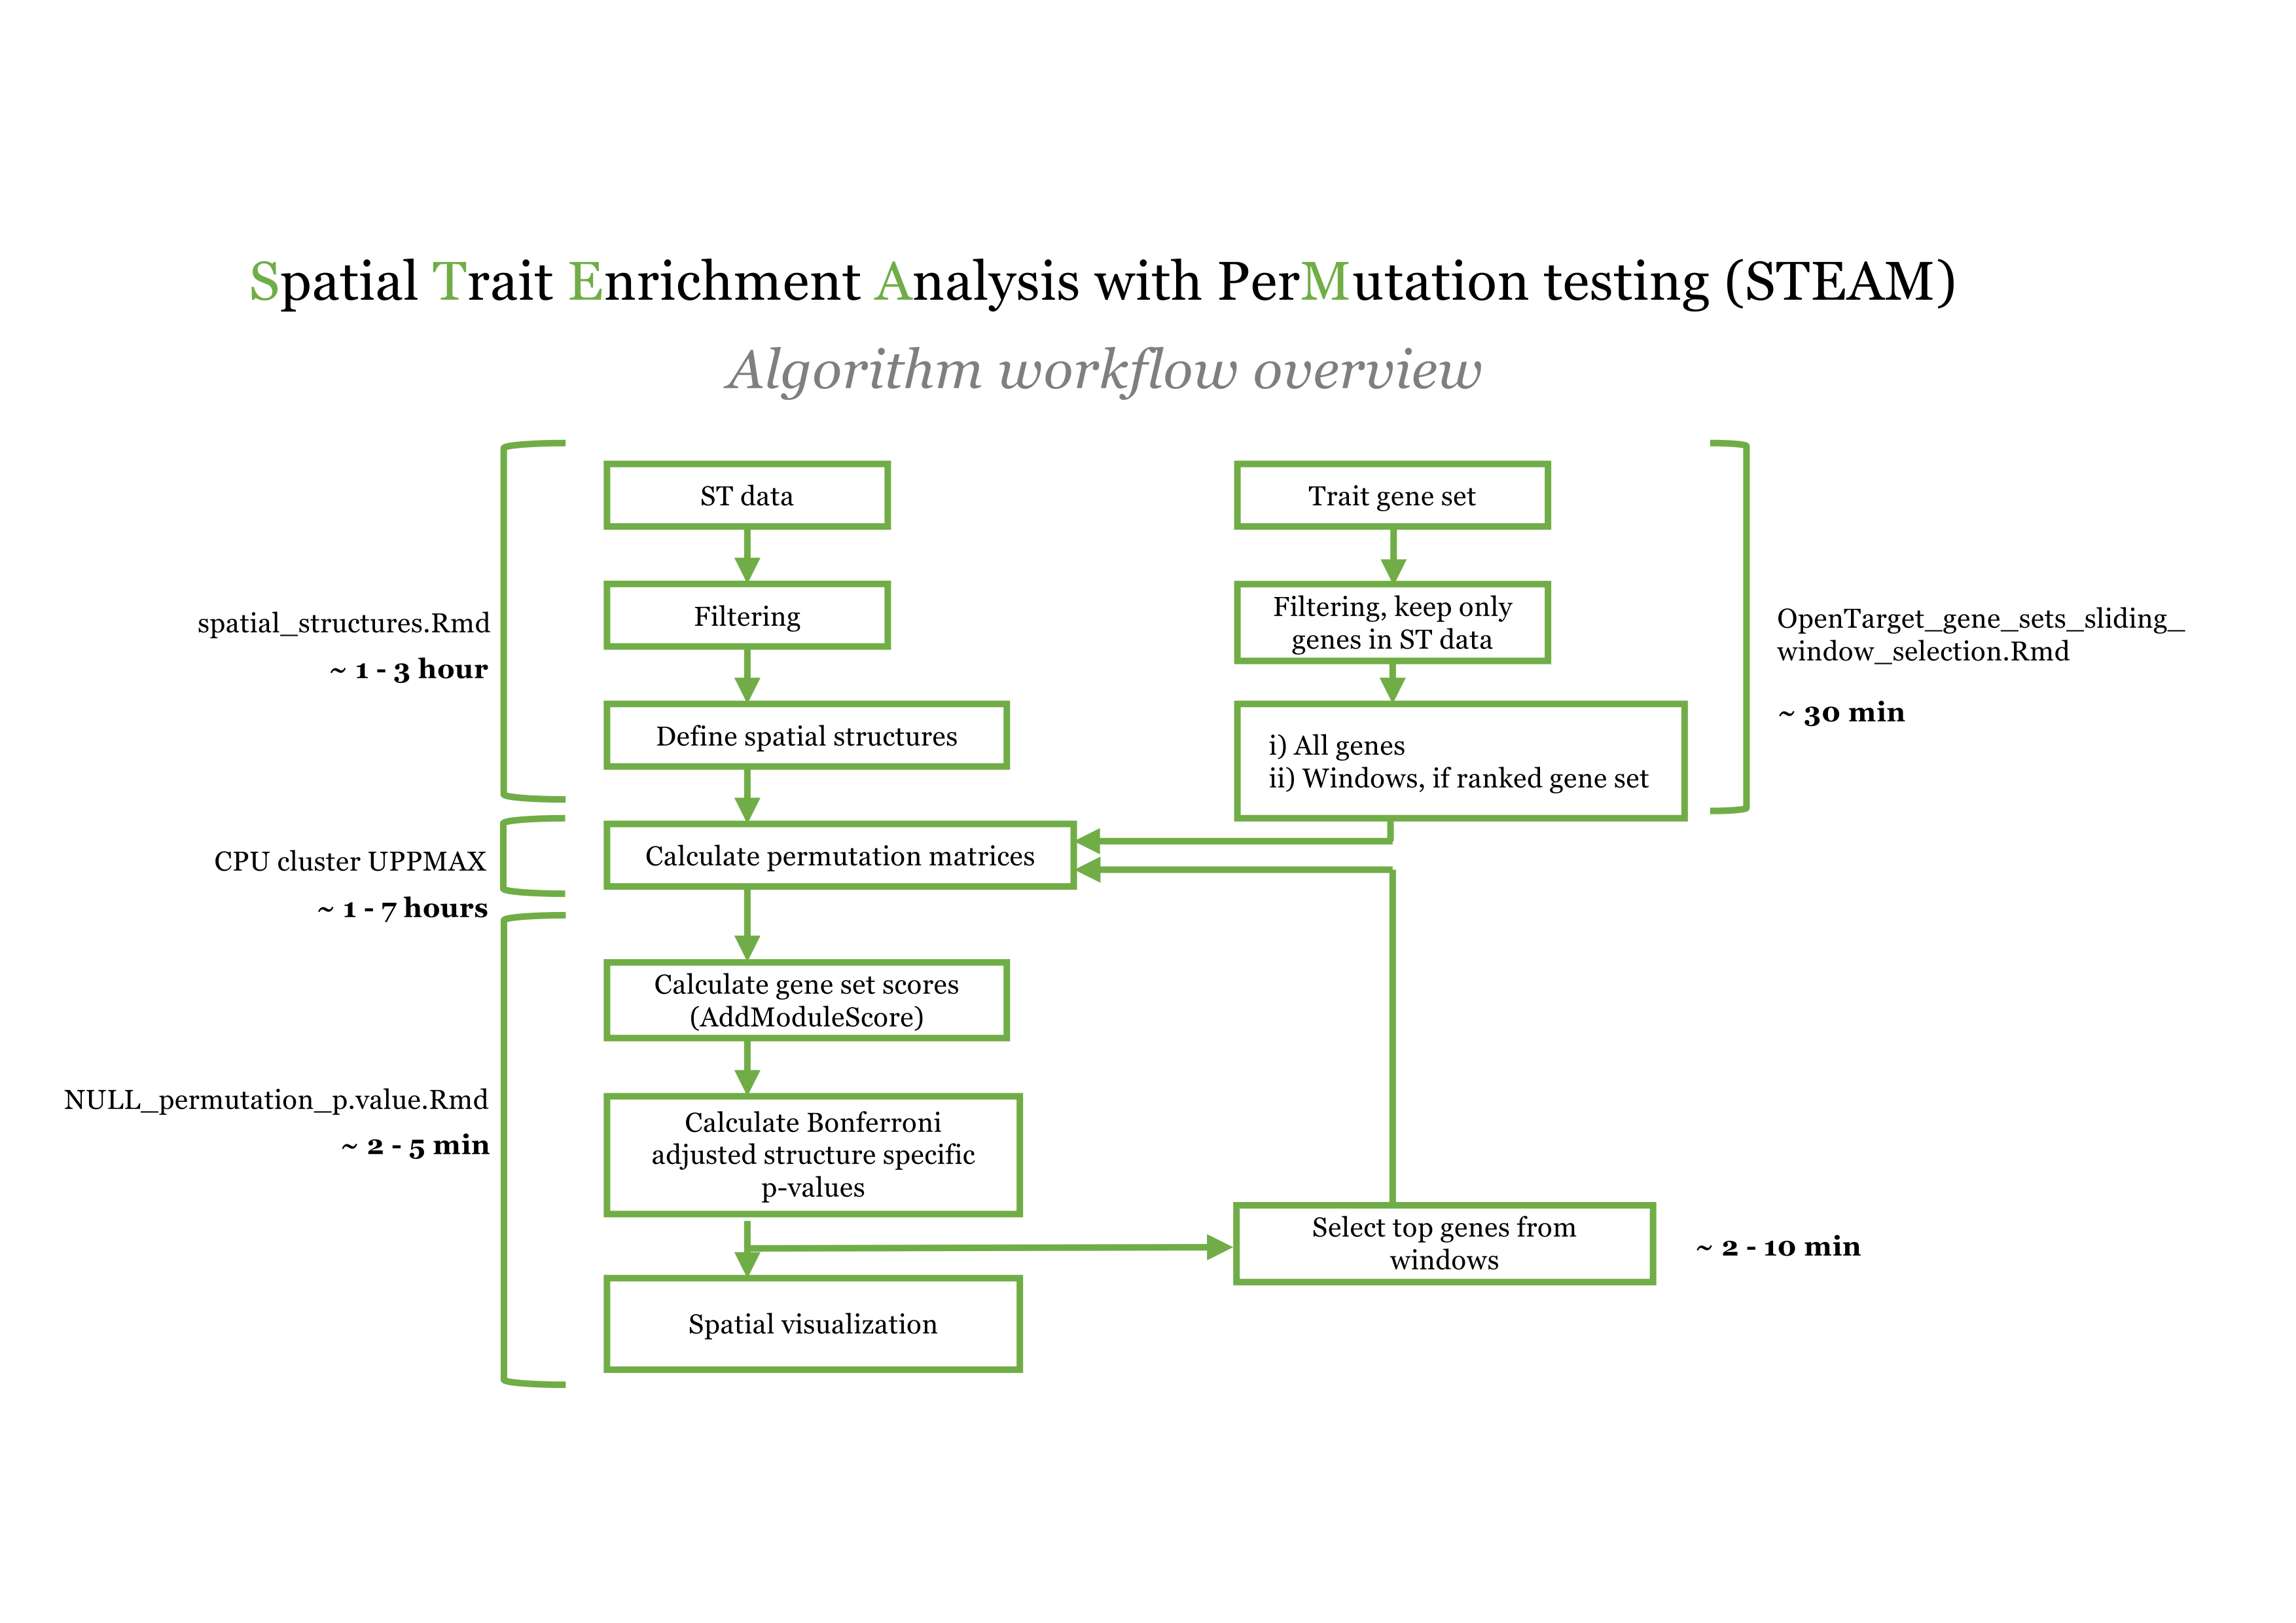 Spatial Trait Enrichment Analysis with PerMutation testing (STEAM)
Algorithm workflow overview
ST data
Filtering
Define spatial structures
spatial_structures.Rmd
~ 1 - 3 hour
Trait gene set
Filtering, keep only
genes in ST data
i) All genes
ii) Windows, if ranked gene set
OpenTarget_gene_sets_sliding_
window_selection.Rmd
~ 30 min
Calculate permutation matrices
CPU cluster UPPMAX
~ 1 - 7 hours
Calculate gene set scores
(AddModuleScore)
Calculate Bonferroni
adjusted structure specific
p-values
NULL_permutation_p.value.Rmd
~ 2 - 5 min
Select top genes from
windows
~ 2 - 10 min
Spatial visualization